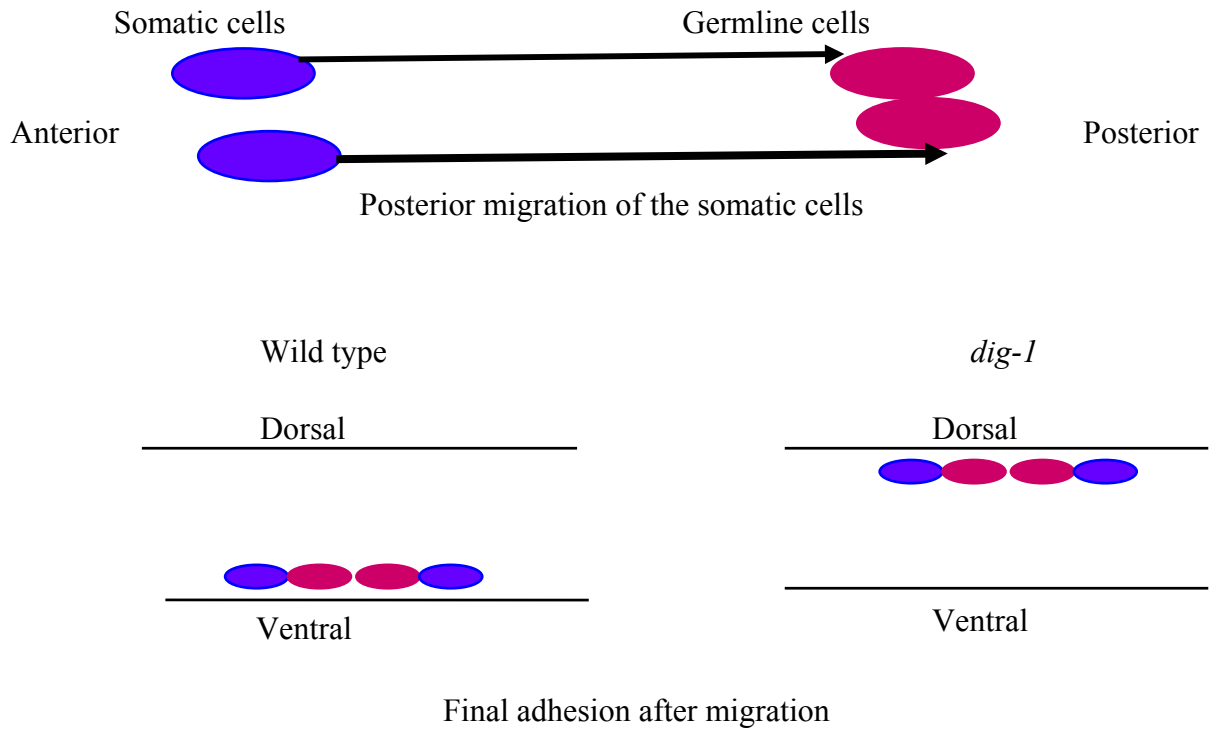 Somatic cells
Germline cells
Anterior
Posterior
Posterior migration of the somatic cells
Wild type
dig-1
Dorsal
Dorsal
Ventral
Ventral
Final adhesion after migration